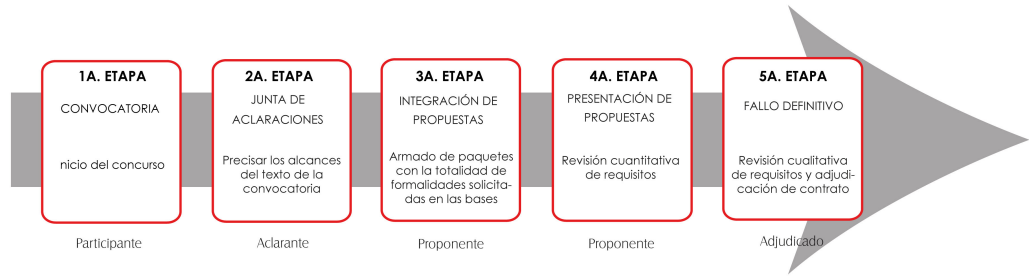 1A. ETAPA
CONVOCATORIA
nicio del concurso
Participante
2A. ETAPA
JUNTA DE
ACLARACIONES
Precisar los alcances
del texto de la
convocatoria
Aclarante
3A. ETAPA
INTEGRACIÓN DE
PROPUESTAS
Armado de paquetes
con la totalidad de
formalidades solicita-
das en las bases
Proponente
4A. ETAPA
PRESENTACIÓN DE
PROPUESTAS
Revisión cuantitativa
de requisitos
Proponente
5A. ETAPA
FALLO DEFINITIVO
Revisión cualitativa
de requisitos y adjudi-
cación de contrato
Adjudicado